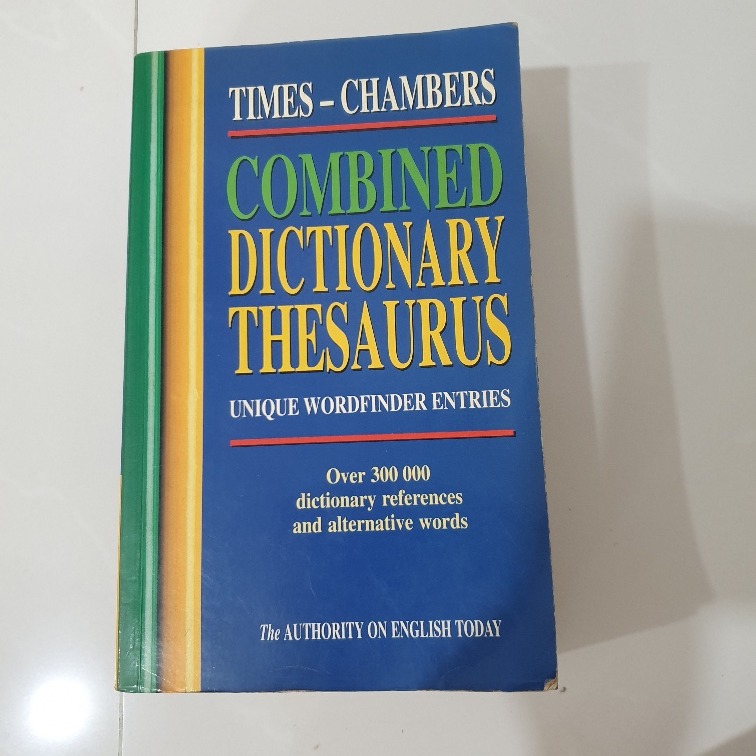 TIMES – CHAMBERS
COMBINED
DICTIONARY
THESAURUS
UNIQUE WORDFINDER ENTRIES
Over 300 000
dictionary references
and alternative words
The AUTHORITY ON ENGLISH TODAY